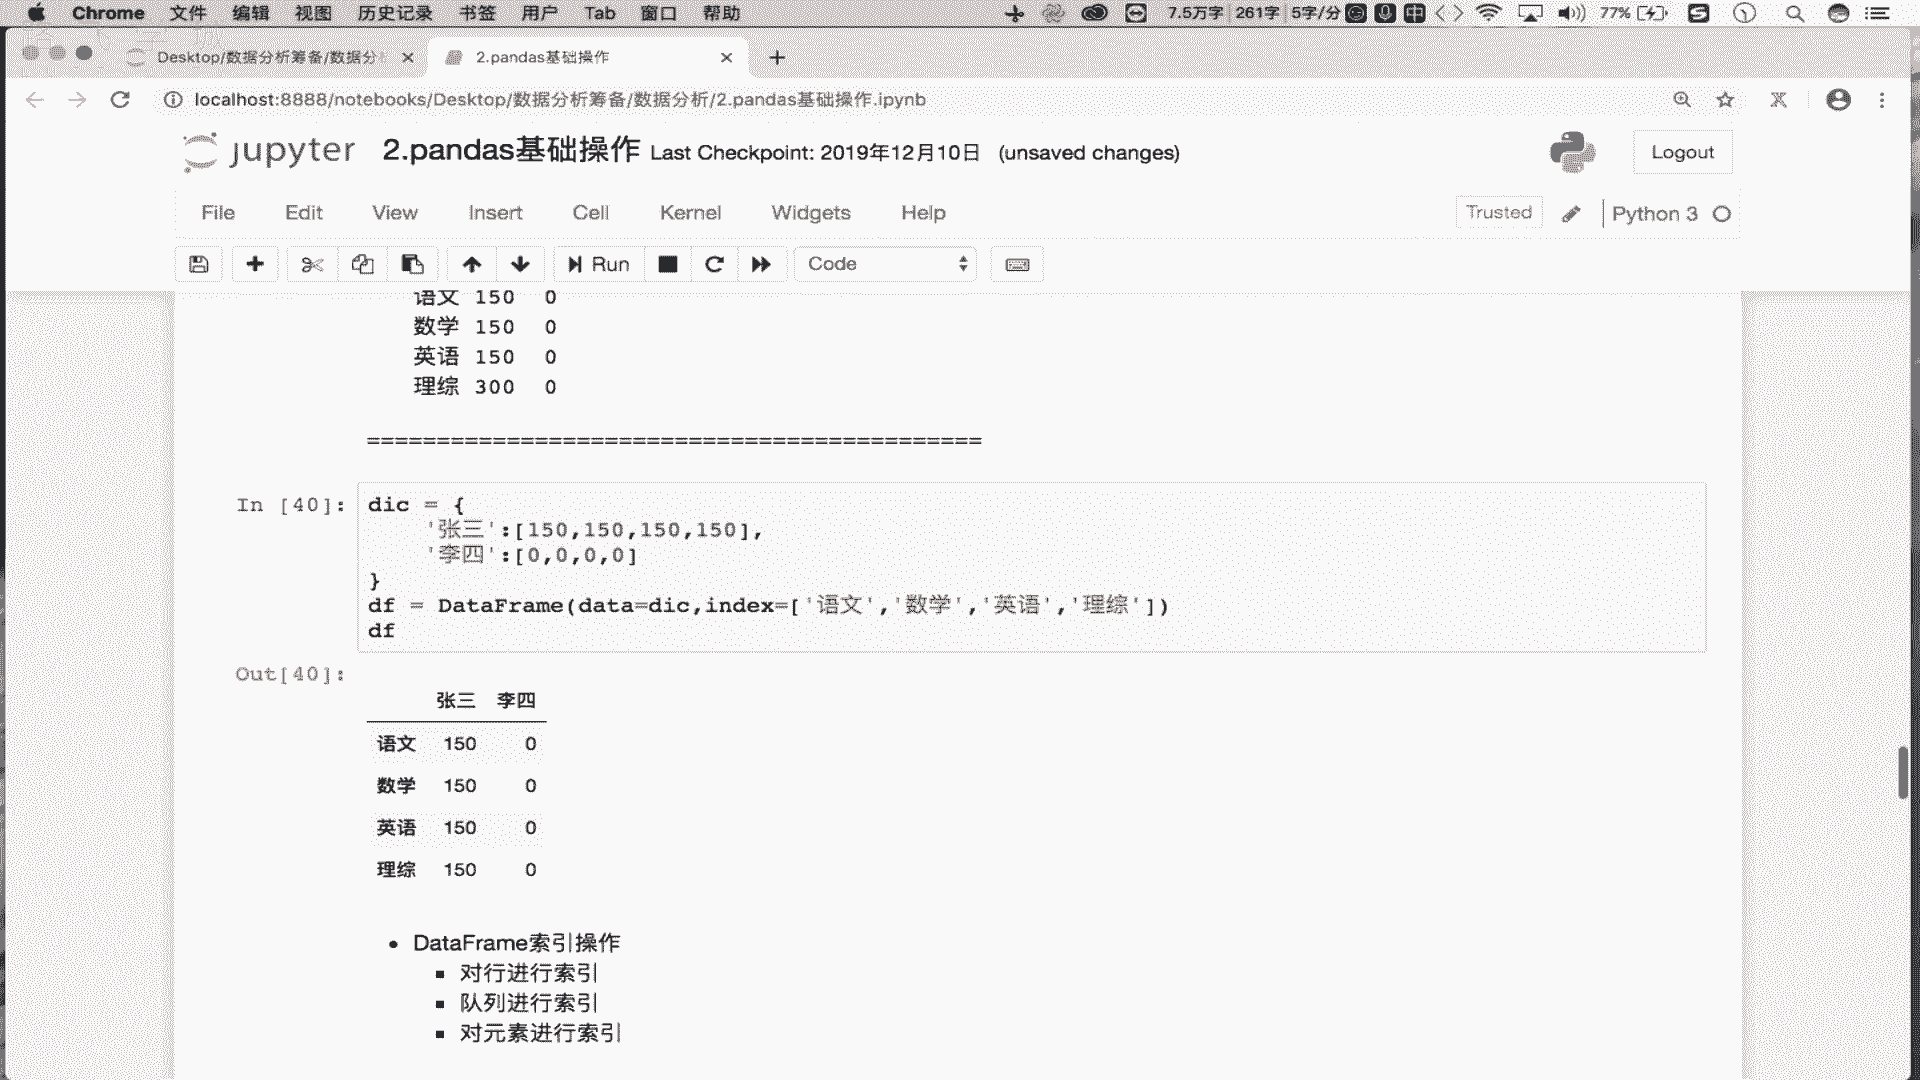 Chrome 文件 编辑 视图 历史记录 书签 用户 Tab 窗口 帮助 7.5万字 261字 5字/分 中 77%
Desktop/数据分析筹备/数据分 2.pandas基础操作
localhost:8888/notebooks/Desktop/数据分析筹备/数据分析/2.pandas基础操作.ipynb
jupyter 2.pandas基础操作 Last Checkpoint: 2019年12月10日 (unsaved changes) Logout
File Edit View Insert Cell Kernel Widgets Help Trusted Python 3
Run Code
语文 150 0
数学 150 0
英语 150 0
理综 300 0
============================================
In [40]: dic = {
'张三':[150,150,150,150],
'李四':[0,0,0,0]
}
df = DataFrame(data=dic,index=['语文','数学','英语','理综'])
df
Out[40]:
张三 李四
语文 150 0
数学 150 0
英语 150 0
理综 150 0
• DataFrame索引操作
▪ 对行进行索引
▪ 队列进行索引
▪ 对元素进行索引